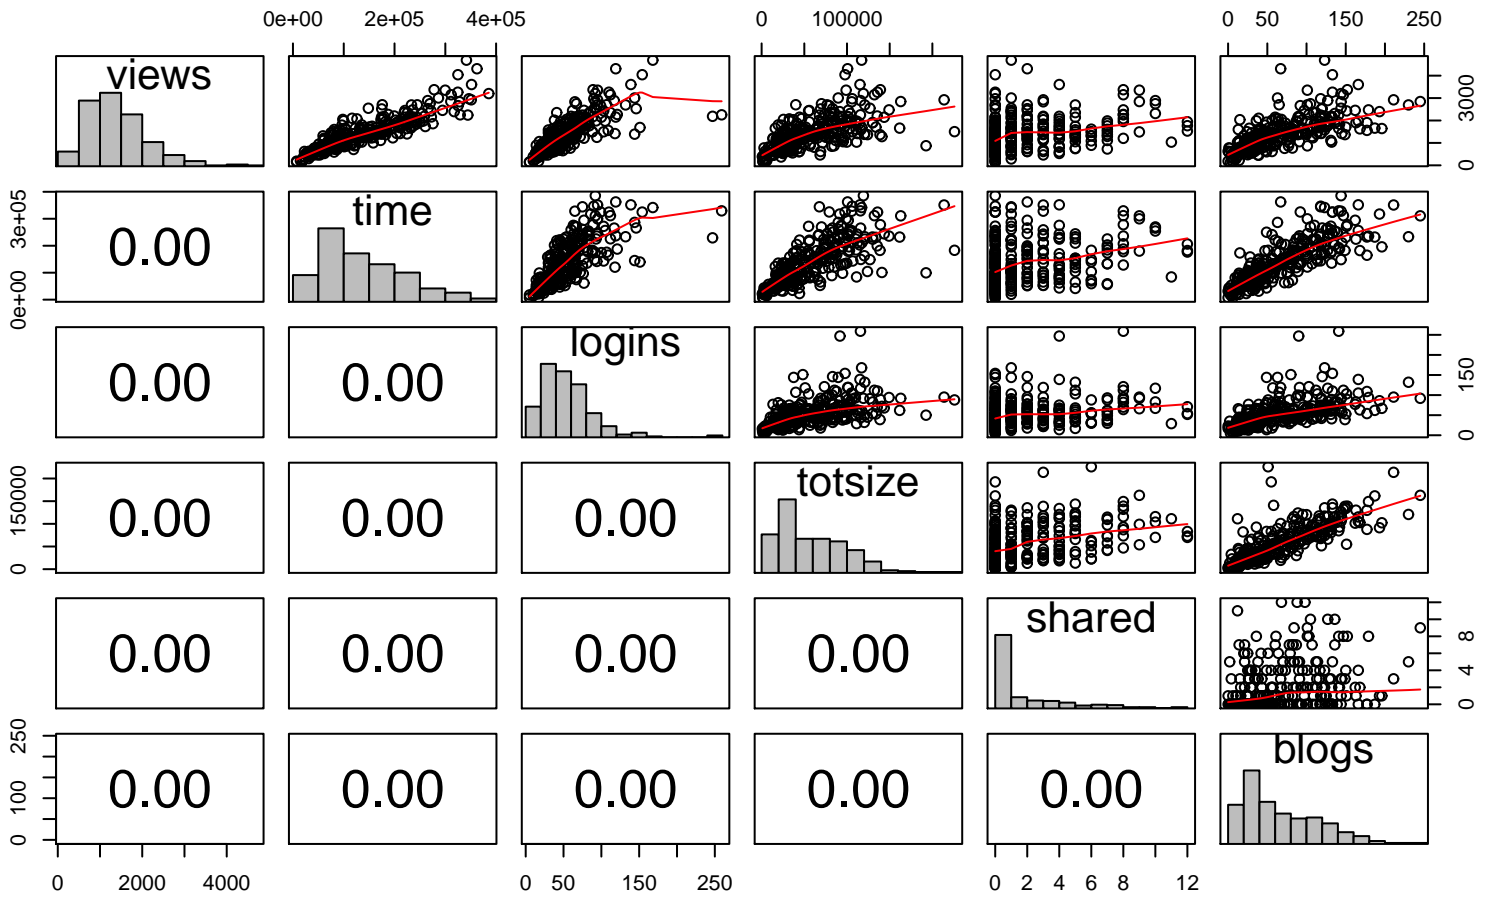 0e+00 2e+05 4e+05 0 100000 0 50 150 250
views 0 3000
0e+00 3e+05 0.00 time
0.00 0.00 logins 0 150
0 150000 0.00 0.00 0.00 totsize
0.00 0.00 0.00 0.00 shared 0 4 8
0 100 250 0.00 0.00 0.00 0.00 0.00 blogs
0 2000 4000 0 50 150 250 0 2 4 6 8 12